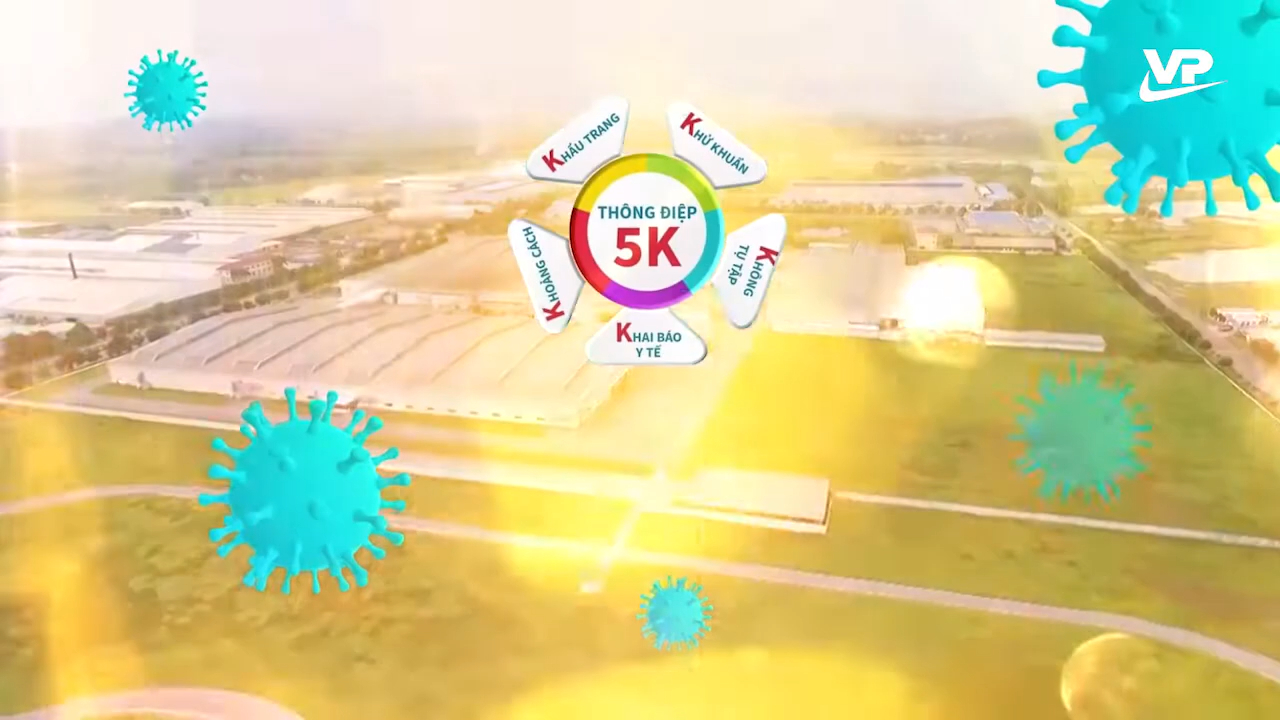 VP
KHẨU TRANG
KHỬ KHUẨN
THÔNG ĐIỆP
5K
KHOẢNG CÁCH
KHÔNG
TỤ TẬP
KHAI BÁO
Y TẾ